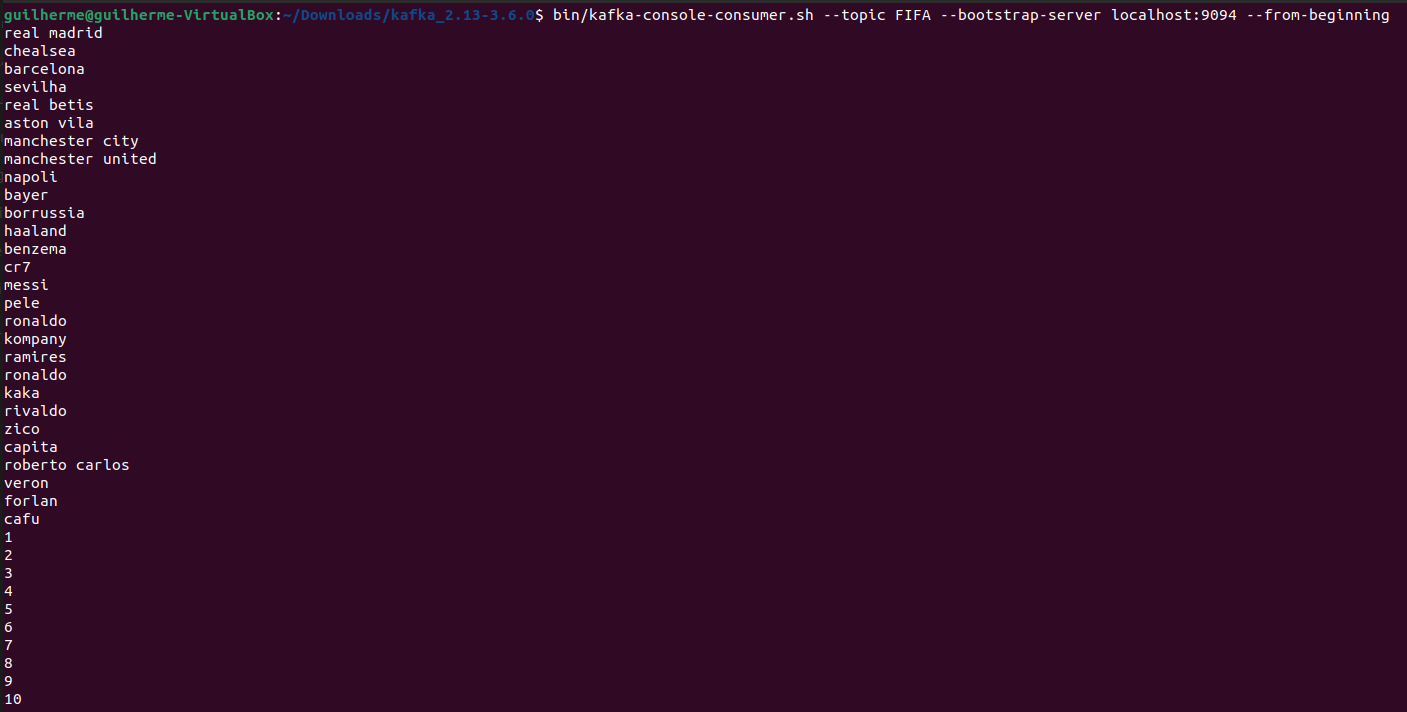 guilherme@guilherme-VirtualBox:~/Downloads/kafka_2.13-3.6.0$ bin/kafka-console-consumer.sh --topic FIFA --bootstrap-server localhost:9094 --from-beginning
real madrid
chealsea
barcelona
sevilha
real betis
aston vila
manchester city
manchester united
napoli
bayer
borrussia
haaland
benzema
cr7
messi
pele
ronaldo
kompany
ramires
ronaldo
kaka
rivaldo
zico
capita
roberto carlos
veron
forlan
cafu
1
2
3
4
5
6
7
8
9
10